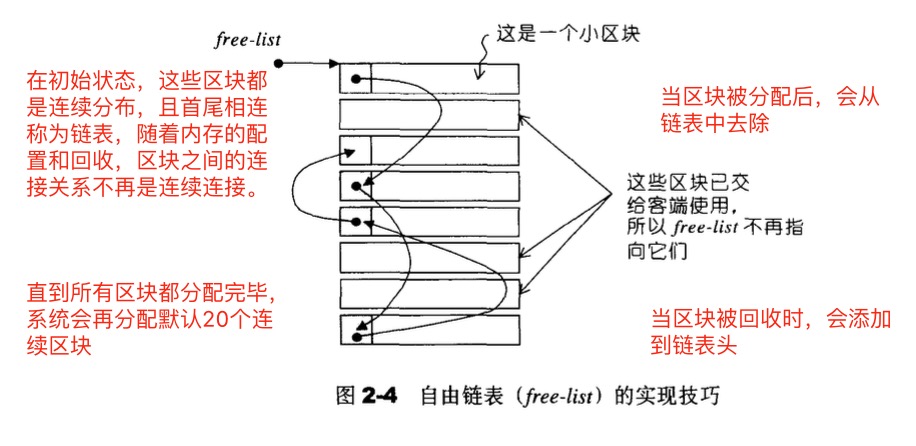 free-list
这是一个小区块
在初始状态，这些区块都
是连续分布，且首尾相连
称为链表，随着内存的配
置和回收，区块之间的连
接关系不再是连续连接。
当区块被分配后，会从
链表中去除
这些区块已交
给客端使用，
所以 free-list 不再指
向它们
直到所有区块都分配完毕，
系统会再分配默认20个连
续区块
当区块被回收时，会添加
到链表头
图 2-4 自由链表（free-list）的实现技巧